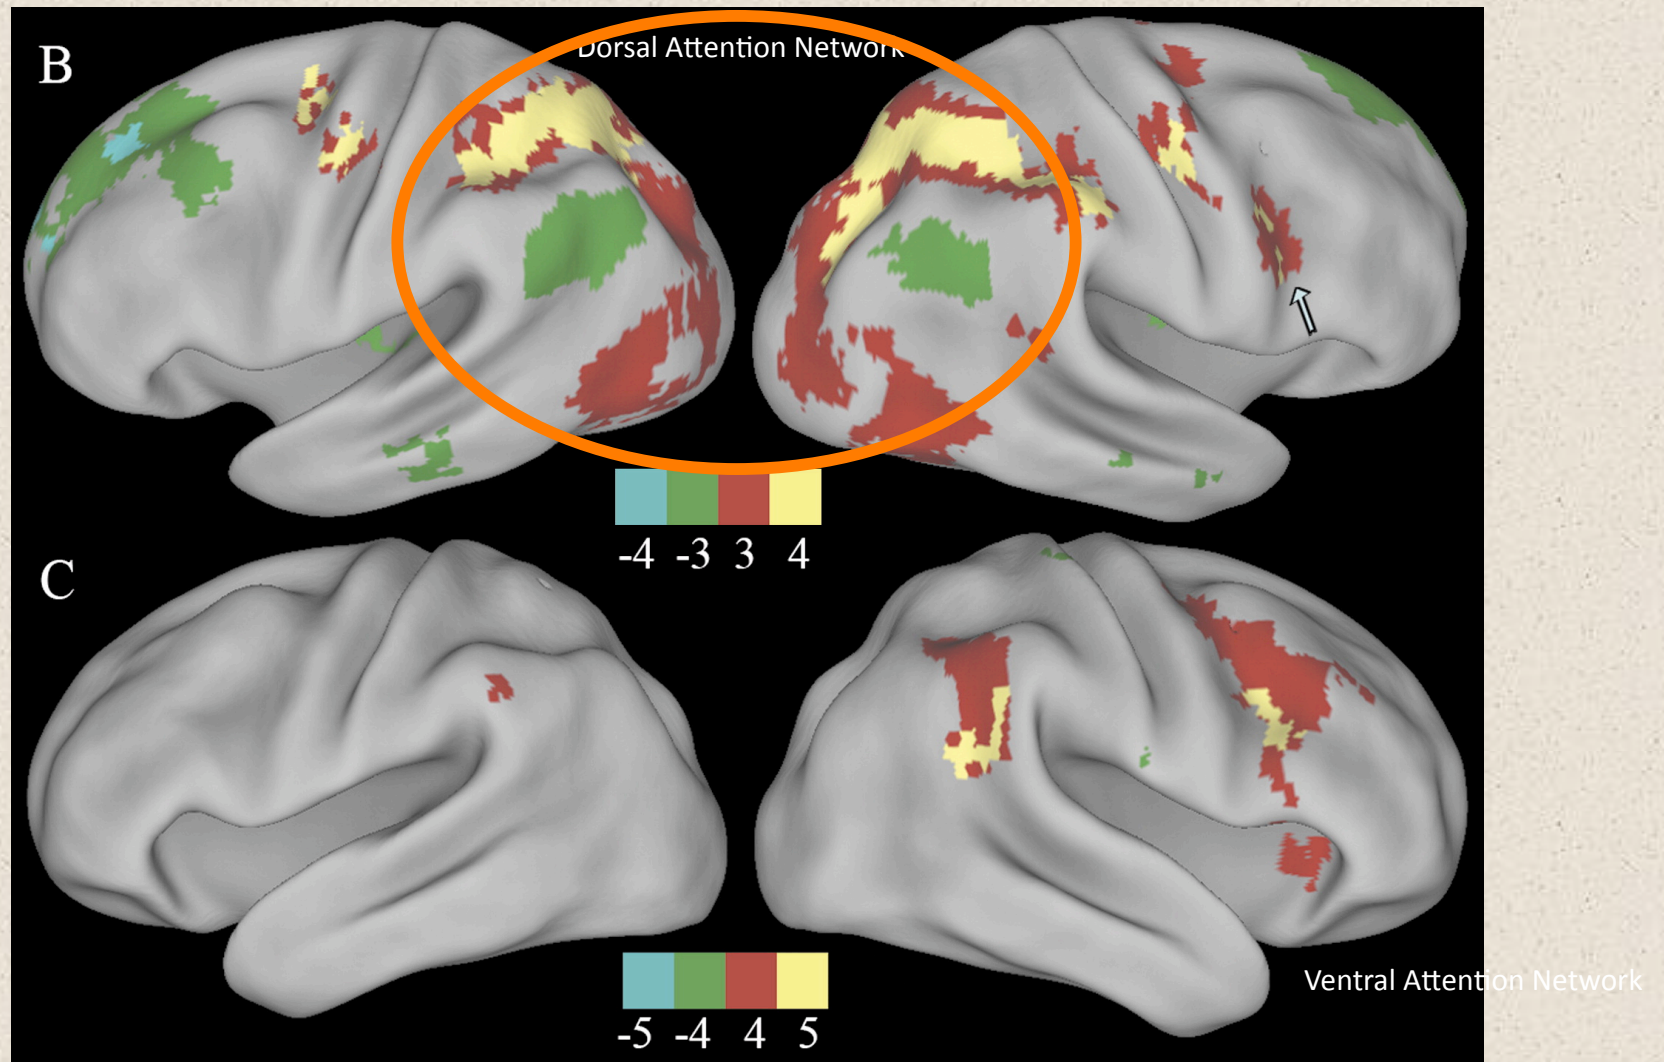 B
Dorsal Attention Network
-4 -3 3 4
C
-5 -4 4 5
Ventral Attention Network